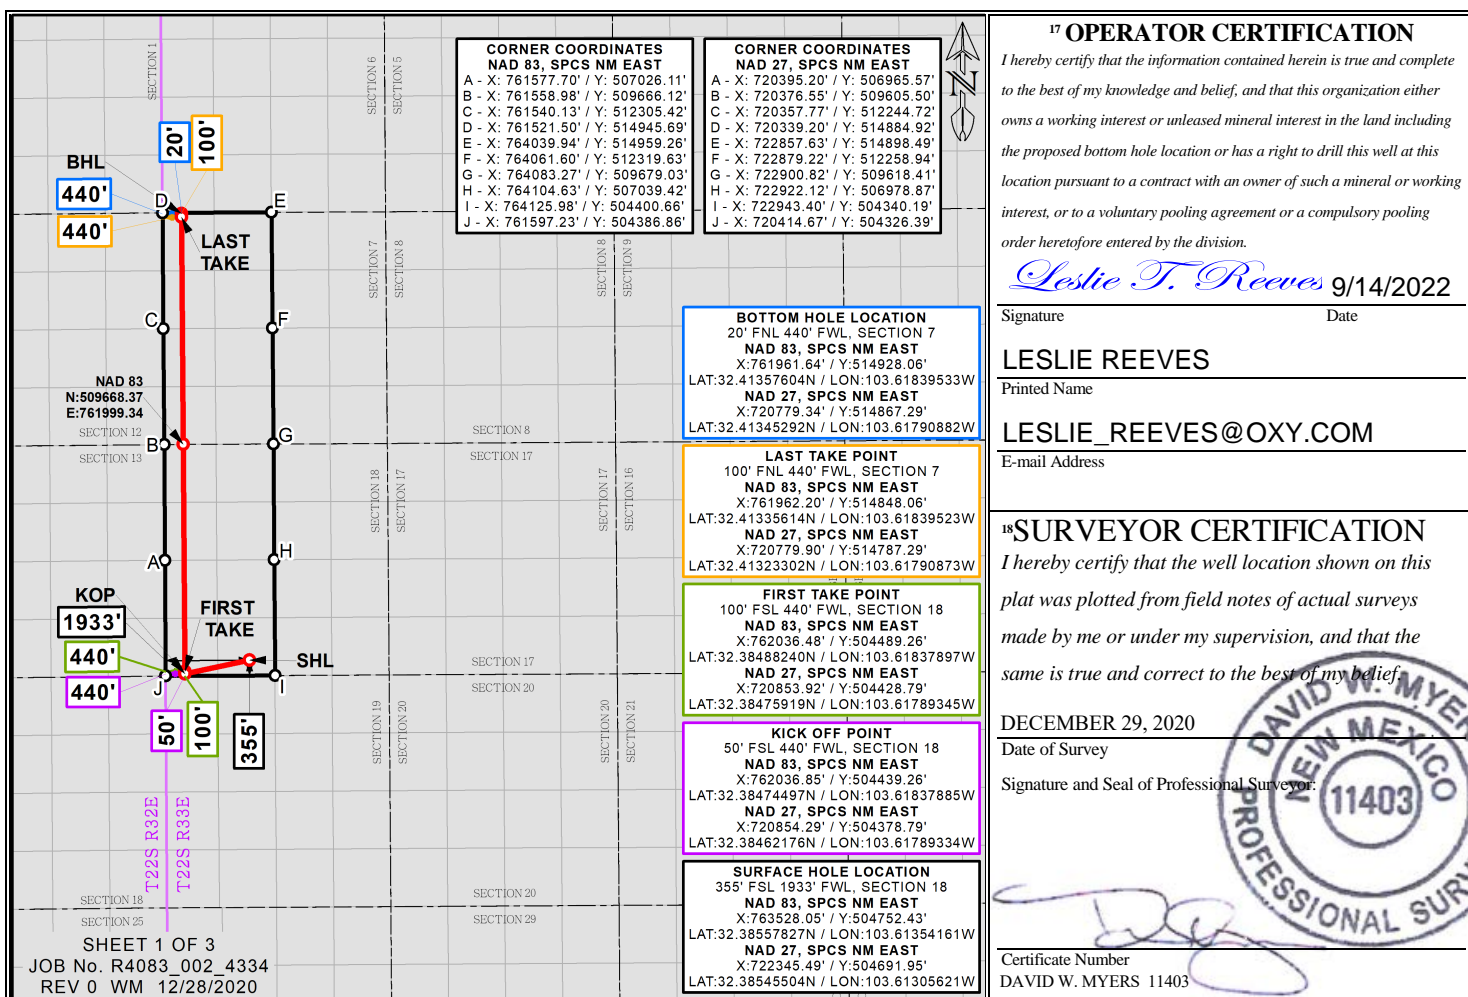 SECTION 1
SECTION 6
SECTION 5
CORNER COORDINATES
NAD 83, SPCS NM EAST
A - X: 761577.70' / Y: 507026.11'
B - X: 761558.98' / Y: 509666.12'
C - X: 761540.13' / Y: 512305.42'
D - X: 761521.50' / Y: 514945.69'
E - X: 764039.94' / Y: 514959.26'
F - X: 764061.60' / Y: 512319.63'
G - X: 764083.27' / Y: 509679.03'
H - X: 764104.63' / Y: 507039.42'
I - X: 764125.98' / Y: 504400.66'
J - X: 761597.23' / Y: 504386.86'
CORNER COORDINATES
NAD 27, SPCS NM EAST
A - X: 720395.20' / Y: 506965.57'
B - X: 720376.55' / Y: 509605.50'
C - X: 720357.77' / Y: 512244.72'
D - X: 720339.20' / Y: 514884.92'
E - X: 722857.63' / Y: 514898.49'
F - X: 722879.22' / Y: 512258.94'
G - X: 722900.82' / Y: 509618.41'
H - X: 722922.12' / Y: 506978.87'
I - X: 722943.40' / Y: 504340.19'
J - X: 720414.67' / Y: 504326.39'
N
20'
100'
BHL
440'
D
E
440'
LAST
TAKE
SECTION 7
SECTION 8
SECTION 8
SECTION 9
C
F
NAD 83
N:509668.37
E:761999.34
SECTION 12
B
SECTION 13
G
SECTION 8
SECTION 17
SECTION 18
SECTION 17
SECTION 17
SECTION 16
A
H
KOP
1933'
FIRST
TAKE
440'
SHL
440'
J
I
SECTION 17
SECTION 20
50'
100'
355'
SECTION 19
SECTION 20
SECTION 20
SECTION 21
T22S R32E
T22S R33E
SECTION 18
SECTION 25
SECTION 20
SECTION 29
SHEET 1 OF 3
JOB No. R4083_002_4334
REV 0 WM 12/28/2020
BOTTOM HOLE LOCATION
20' FNL 440' FWL, SECTION 7
NAD 83, SPCS NM EAST
X:761961.64' / Y:514928.06'
LAT:32.41357604N / LON:103.61839533W
NAD 27, SPCS NM EAST
X:720779.34' / Y:514867.29'
LAT:32.41345292N / LON:103.61790882W
LAST TAKE POINT
100' FNL 440' FWL, SECTION 7
NAD 83, SPCS NM EAST
X:761962.20' / Y:514848.06'
LAT:32.41335614N / LON:103.61839523W
NAD 27, SPCS NM EAST
X:720779.90' / Y:514787.29'
LAT:32.41323302N / LON:103.61790873W
FIRST TAKE POINT
100' FSL 440' FWL, SECTION 18
NAD 83, SPCS NM EAST
X:762036.48' / Y:504489.26'
LAT:32.38488240N / LON:103.61837897W
NAD 27, SPCS NM EAST
X:720853.92' / Y:504428.79'
LAT:32.38475919N / LON:103.61789345W
KICK OFF POINT
50' FSL 440' FWL, SECTION 18
NAD 83, SPCS NM EAST
X:762036.85' / Y:504439.26'
LAT:32.38474497N / LON:103.61837885W
NAD 27, SPCS NM EAST
X:720854.29' / Y:504378.79'
LAT:32.38462176N / LON:103.61789334W
SURFACE HOLE LOCATION
355' FSL 1933' FWL, SECTION 18
NAD 83, SPCS NM EAST
X:763528.05' / Y:504752.43'
LAT:32.38557827N / LON:103.61354161W
NAD 27, SPCS NM EAST
X:722345.49' / Y:504691.95'
LAT:32.38545504N / LON:103.61305621W
17 OPERATOR CERTIFICATION
I hereby certify that the information contained herein is true and complete
to the best of my knowledge and belief, and that this organization either
owns a working interest or unleased mineral interest in the land including
the proposed bottom hole location or has a right to drill this well at this
location pursuant to a contract with an owner of such a mineral or working
interest, or to a voluntary pooling agreement or a compulsory pooling
order heretofore entered by the division.
Leslie T. Reeves 9/14/2022
Signature Date
LESLIE REEVES
Printed Name
LESLIE_REEVES@OXY.COM
E-mail Address
18 SURVEYOR CERTIFICATION
I hereby certify that the well location shown on this
plat was plotted from field notes of actual surveys
made by me or under my supervision, and that the
same is true and correct to the best of my belief.
DECEMBER 29, 2020
Date of Survey
Signature and Seal of Professional Surveyor:
DAVID W. MYER
NEW MEXICO
11403
PROFESSIONAL SURV
Certificate Number
DAVID W. MYERS 11403